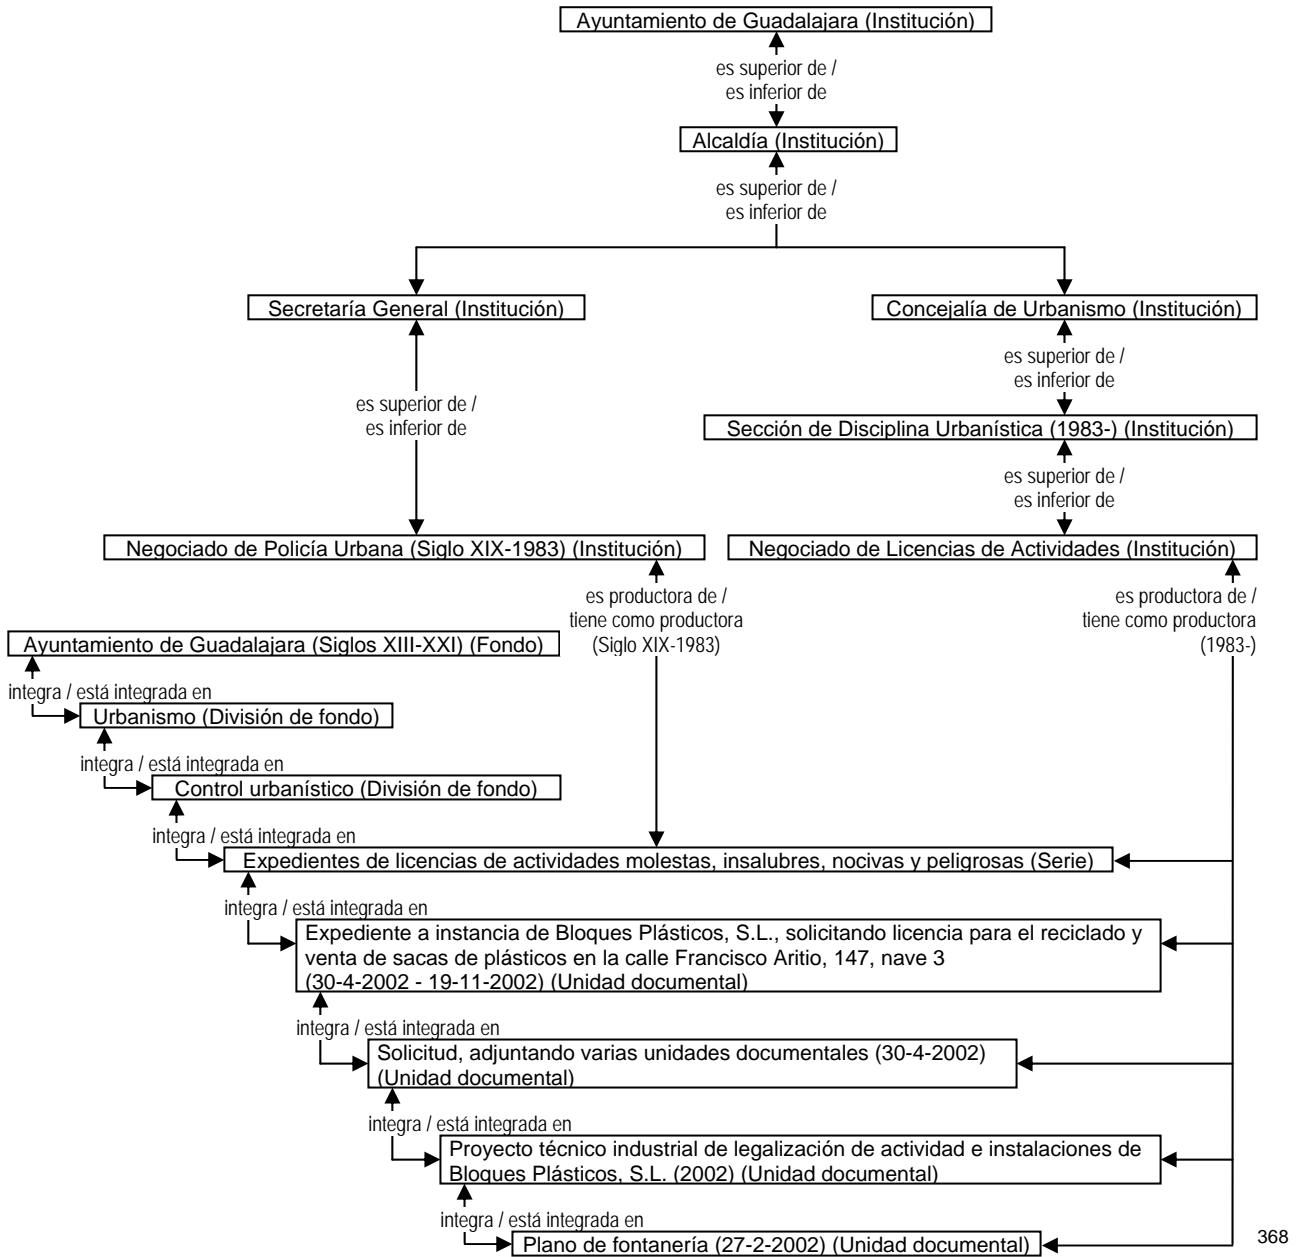 Ayuntamiento de Guadalajara (Institución)
es superior de /
es inferior de
Alcaldía (Institución)
es superior de /
es inferior de
Secretaría General (Institución)
Concejalía de Urbanismo (Institución)
es superior de /
es inferior de
es superior de /
es inferior de
Sección de Disciplina Urbanística (1983-) (Institución)
es superior de /
es inferior de
Negociado de Policía Urbana (Siglo XIX-1983) (Institución)
Negociado de Licencias de Actividades (Institución)
es productora de /
tiene como productora
(Siglo XIX-1983)
es productora de /
tiene como productora
(1983-)
Ayuntamiento de Guadalajara (Siglos XIII-XXI) (Fondo)
integra / está integrada en
Urbanismo (División de fondo)
integra / está integrada en
Control urbanístico (División de fondo)
integra / está integrada en
Expedientes de licencias de actividades molestas, insalubres, nocivas y peligrosas (Serie)
integra / está integrada en
Expediente a instancia de Bloques Plásticos, S.L., solicitando licencia para el reciclado y
venta de sacas de plásticos en la calle Francisco Aritio, 147, nave 3
(30-4-2002 - 19-11-2002) (Unidad documental)
integra / está integrada en
Solicitud, adjuntando varias unidades documentales (30-4-2002)
(Unidad documental)
integra / está integrada en
Proyecto técnico industrial de legalización de actividad e instalaciones de
Bloques Plásticos, S.L. (2002) (Unidad documental)
integra / está integrada en
Plano de fontanería (27-2-2002) (Unidad documental)
368